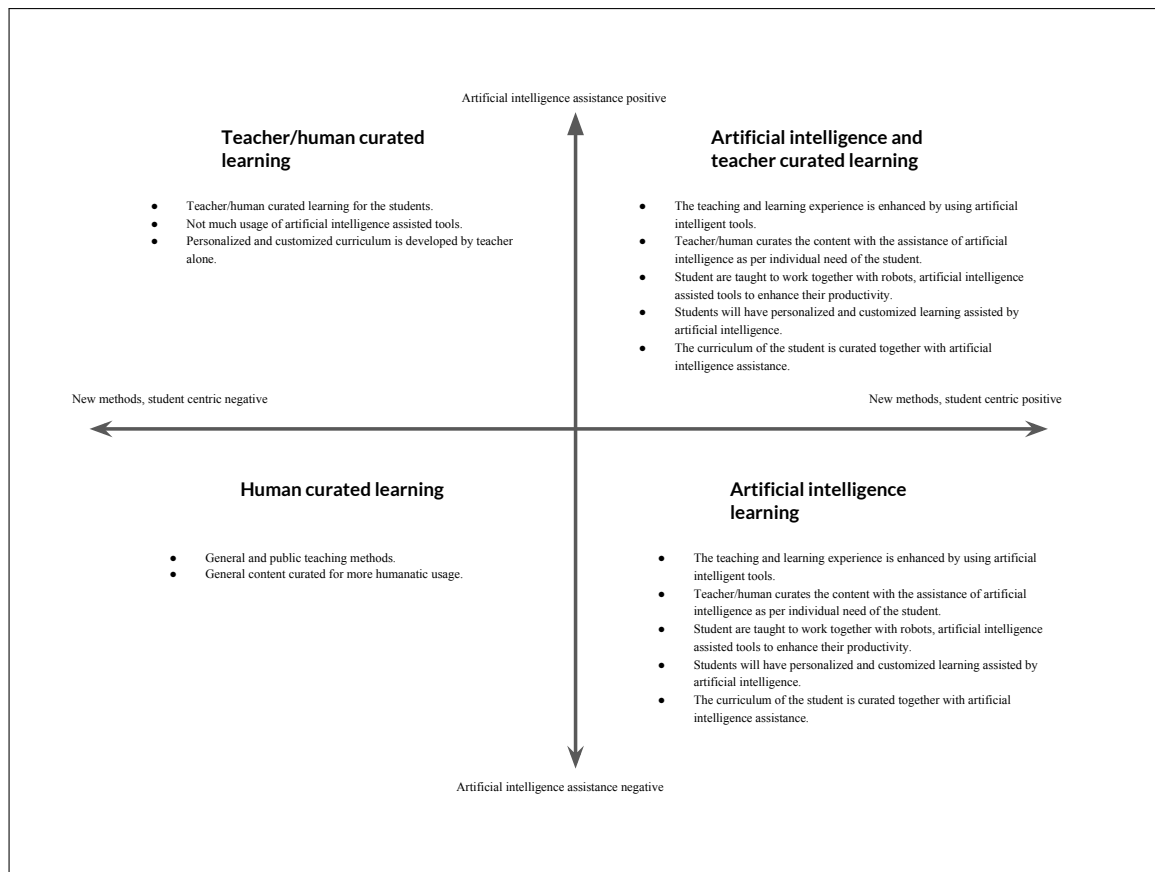 Artificial intelligence assistance positive
Teacher/human curated
learning
● Teacher/human curated learning for the students.
● Not much usage of artificial intelligence assisted tools.
● Personalized and customized curriculum is developed by teacher
alone.
Artificial intelligence and
teacher curated learning
● The teaching and learning experience is enhanced by using artificial
intelligent tools.
● Teacher/human curates the content with the assistance of artificial
intelligence as per individual need of the student.
● Student are taught to work together with robots, artificial intelligence
assisted tools to enhance their productivity.
● Students will have personalized and customized learning assisted by
artificial intelligence.
● The curriculum of the student is curated together with artificial
intelligence assistance.
New methods, student centric negative
New methods, student centric positive
Human curated learning
● General and public teaching methods.
● General content curated for more humanatic usage.
Artificial intelligence
learning
● The teaching and learning experience is enhanced by using artificial
intelligent tools.
● Teacher/human curates the content with the assistance of artificial
intelligence as per individual need of the student.
● Student are taught to work together with robots, artificial intelligence
assisted tools to enhance their productivity.
● Students will have personalized and customized learning assisted by
artificial intelligence.
● The curriculum of the student is curated together with artificial
intelligence assistance.
Artificial intelligence assistance negative